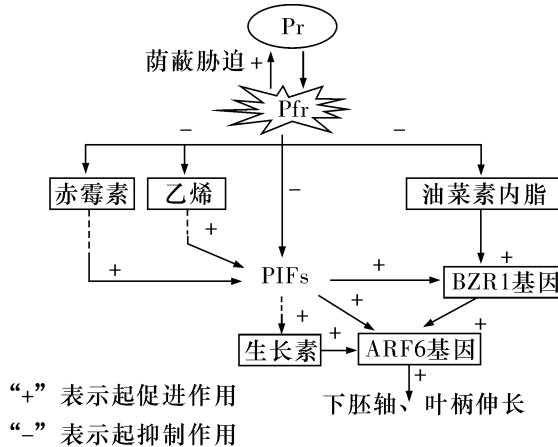 Pr
荫蔽胁迫 +
Pfr
− −
赤霉素 乙烯 油菜素内脂
+ −
+ PIFs + + BZR1基因
+ + +
生长素 + ARF6基因
“+”表示起促进作用 +
下胚轴、叶柄伸长
“−”表示起抑制作用